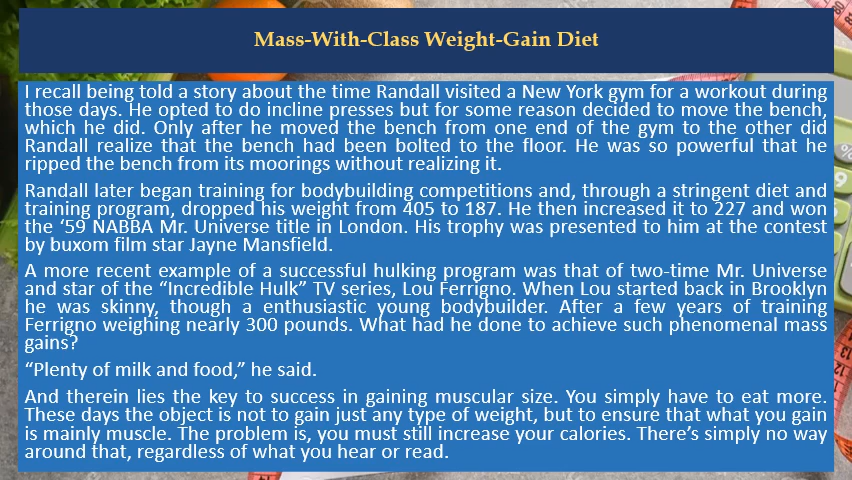 Mass-With-Class Weight-Gain Diet
I recall being told a story about the time Randall visited a New York gym for a workout during
those days. He opted to do incline presses but for some reason decided to move the bench,
which he did. Only after he moved the bench from one end of the gym to the other did
Randall realize that the bench had been bolted to the floor. He was so powerful that he
ripped the bench from its moorings without realizing it.
Randall later began training for bodybuilding competitions and, through a stringent diet and
training program, dropped his weight from 405 to 187. He then increased it to 227 and won
the ‘59 NABBA Mr. Universe title in London. His trophy was presented to him at the contest
by buxom film star Jayne Mansfield.
A more recent example of a successful hulking program was that of two-time Mr. Universe
and star of the “Incredible Hulk” TV series, Lou Ferrigno. When Lou started back in Brooklyn
he was skinny, though a enthusiastic young bodybuilder. After a few years of training
Ferrigno weighing nearly 300 pounds. What had he done to achieve such phenomenal mass
gains?
“Plenty of milk and food,” he said.
And therein lies the key to success in gaining muscular size. You simply have to eat more.
These days the object is not to gain just any type of weight, but to ensure that what you gain
is mainly muscle. The problem is, you must still increase your calories. There’s simply no way
around that, regardless of what you hear or read.